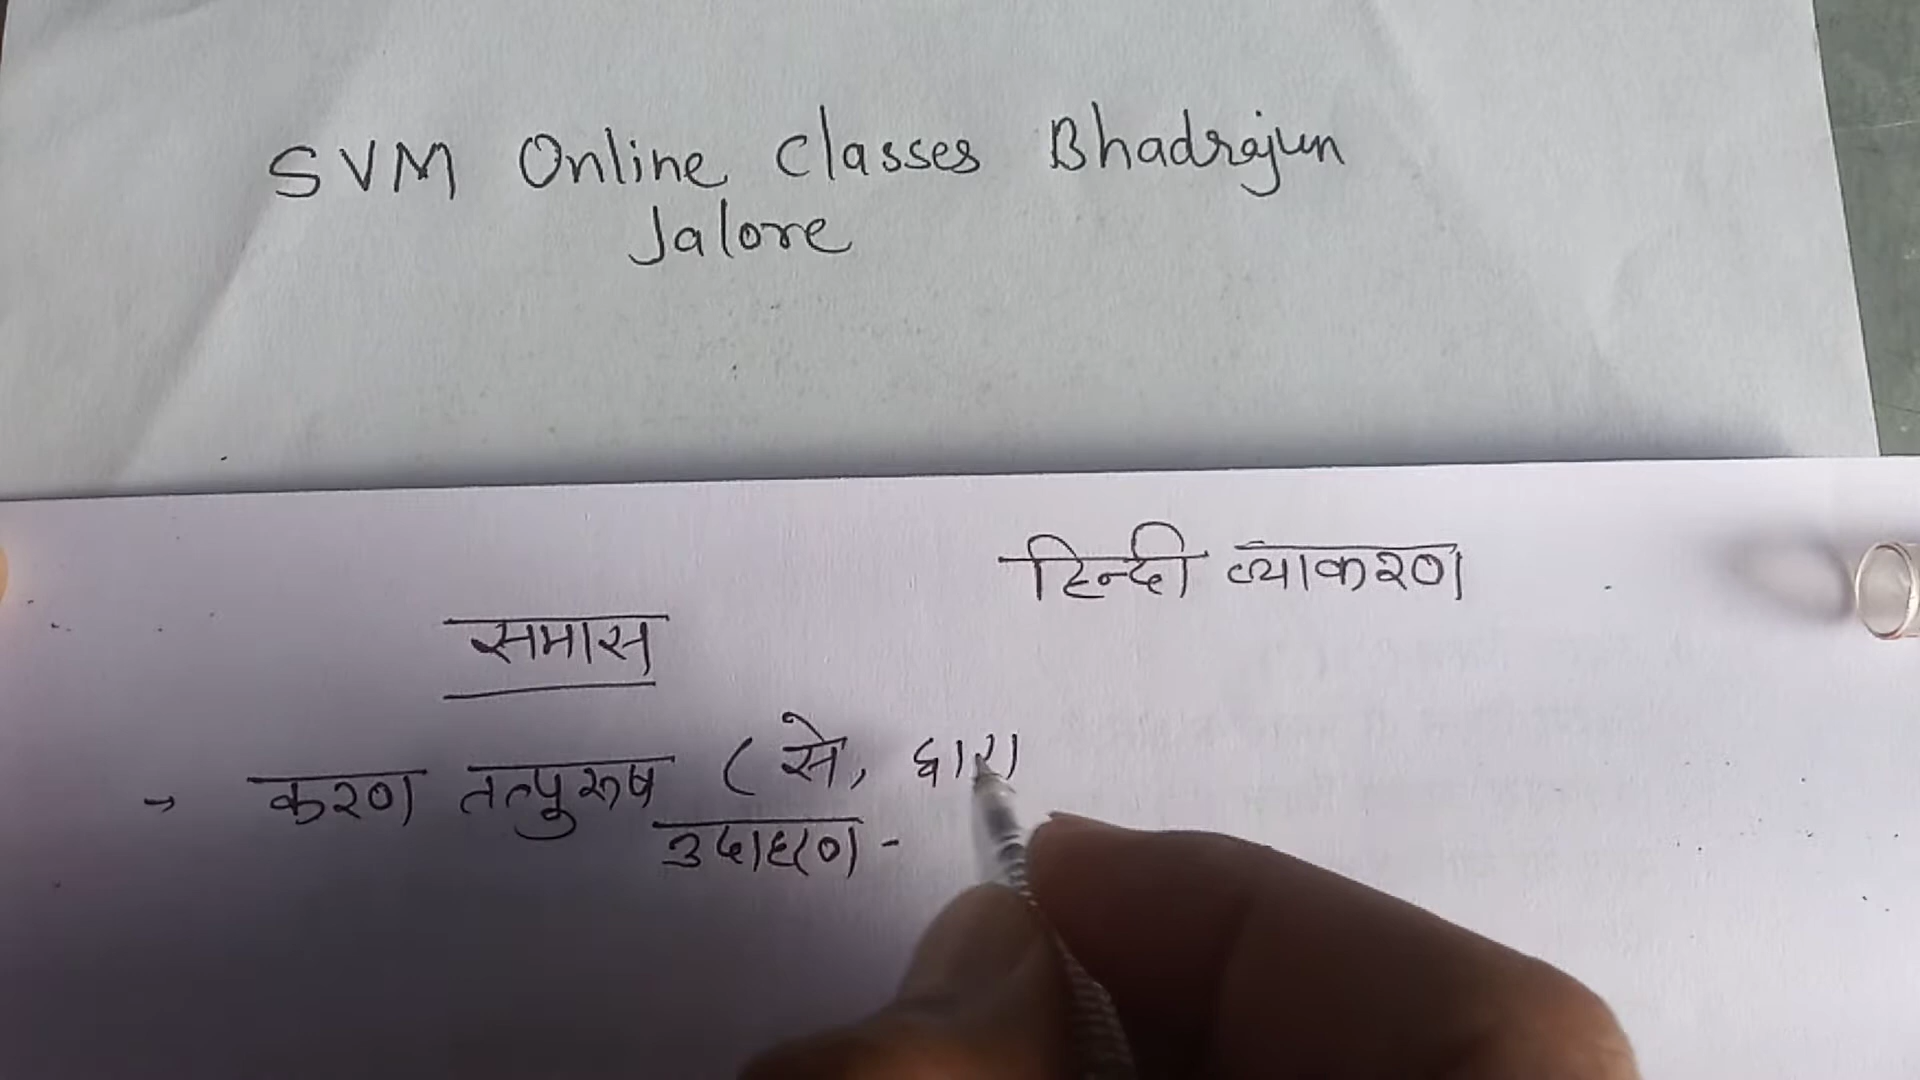 SVM Online Classes Bhadrajun
Jalore
हिन्दी व्याकरण
समास
→ करण तत्पुरूष ( से, द्वारा
उदाहरण -